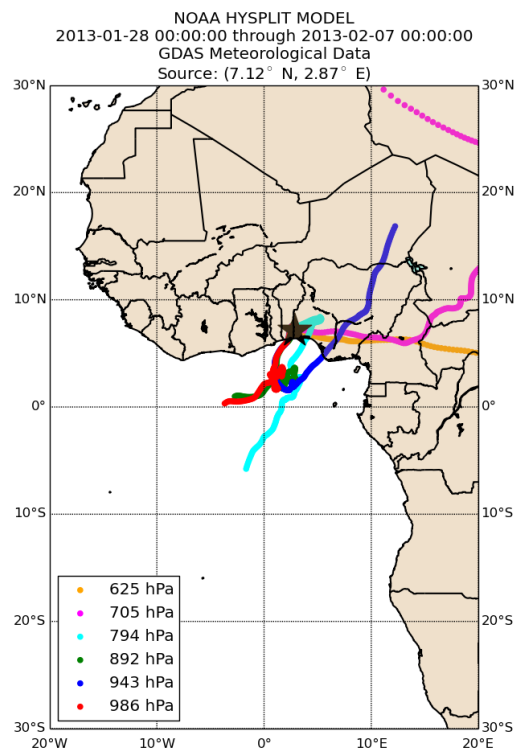 NOAA HYSPLIT MODEL
2013-01-28 00:00:00 through 2013-02-07 00:00:00
GDAS Meteorological Data
Source: (7.12° N, 2.87° E)
30°N 30°N
20°N 20°N
10°N 10°N
0° 0°
10°S 10°S
20°S 20°S
625 hPa
705 hPa
794 hPa
892 hPa
943 hPa
986 hPa
30°S 30°S
20°W 10°W 0° 10°E 20°E